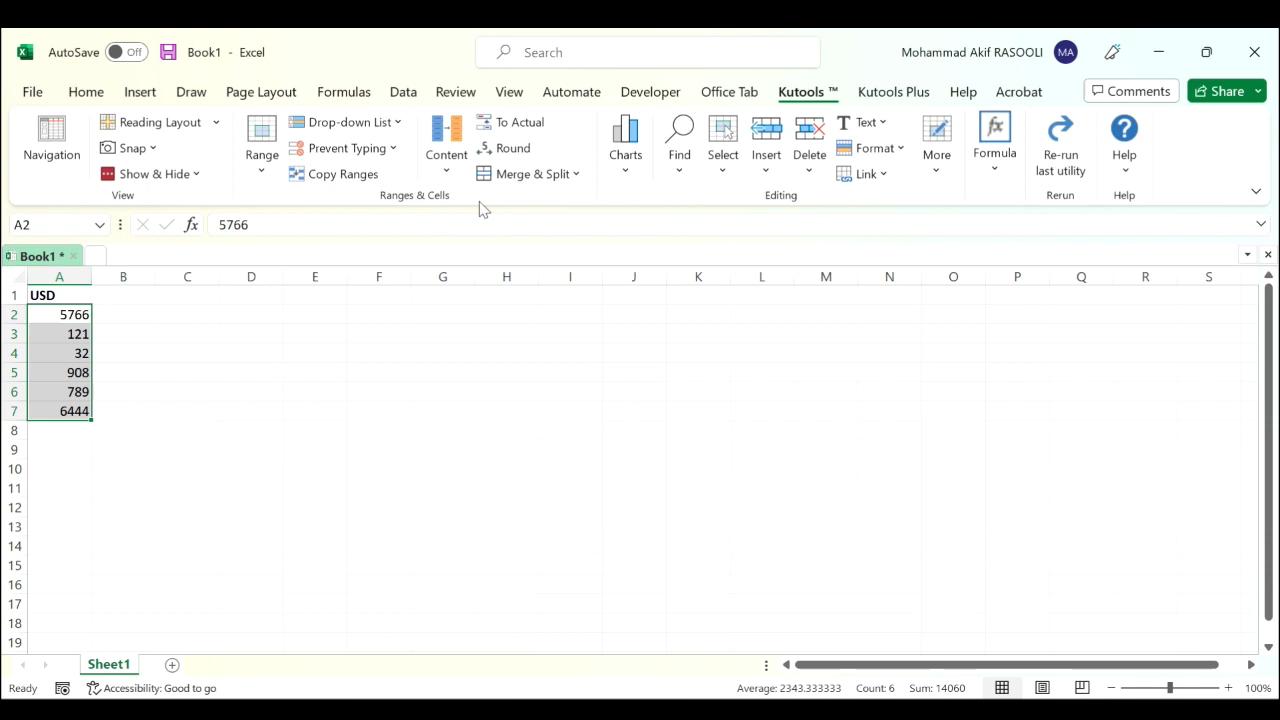 AutoSave Off Book1 - Excel Search Mohammad Akif RASOOLI MA
File Home Insert Draw Page Layout Formulas Data Review View Automate Developer Office Tab Kutools ™ Kutools Plus Help Acrobat Comments Share
Navigation
Reading Layout
Snap
Show & Hide
View
Range
Drop-down List
Prevent Typing
Copy Ranges
Content
To Actual
Round
Merge & Split
Ranges & Cells
Charts
Find
Select
Insert
Delete
Text
Format
Link
More
Editing
fx
Formula
Re-run
last utility
Rerun
Help
Help
A2 fx 5766
Book1 *
A B C D E F G H I J K L M N O P Q R S
1 USD
2 5766
3 121
4 32
5 908
6 789
7 6444
8
9
10
11
12
13
14
15
16
17
18
19
Sheet1
Ready Accessibility: Good to go Average: 2343.333333 Count: 6 Sum: 14060 100%